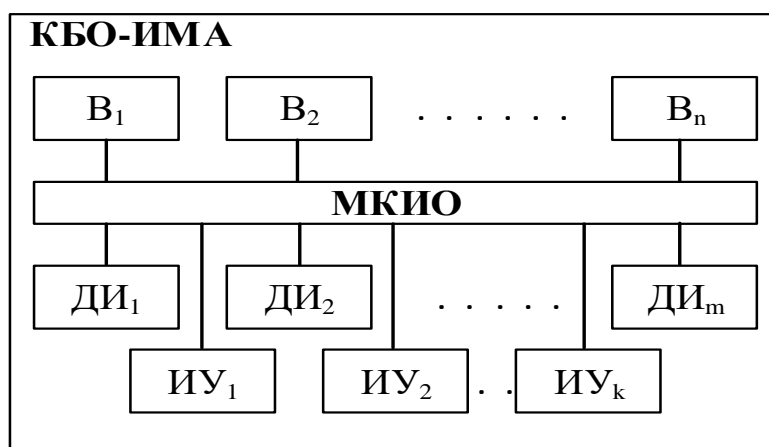 КБО-ИМА
В₁ В₂ . . . . . . Вₙ
МКИО
ДИ₁ ДИ₂ . . . . . ДИₘ
ИУ₁ ИУ₂ . . ИУₖ